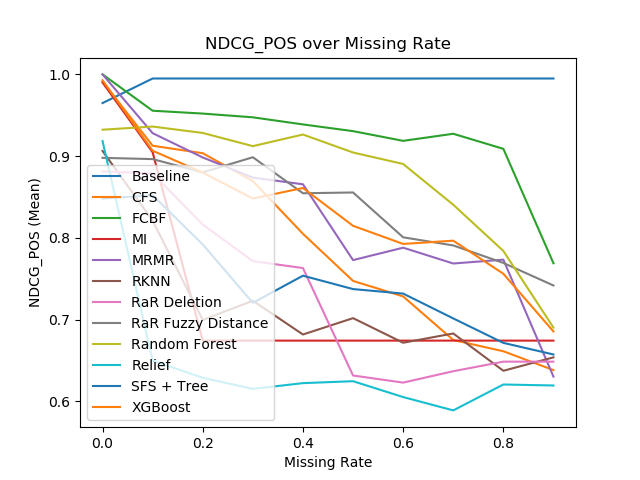 NDCG_POS over Missing Rate
NDCG_POS (Mean)
1.0
0.9
0.8
0.7
0.6
Baseline
CFS
FCBF
MI
MRMR
RKNN
RaR Deletion
RaR Fuzzy Distance
Random Forest
Relief
SFS + Tree
XGBoost
0.0 0.2 0.4 0.6 0.8
Missing Rate